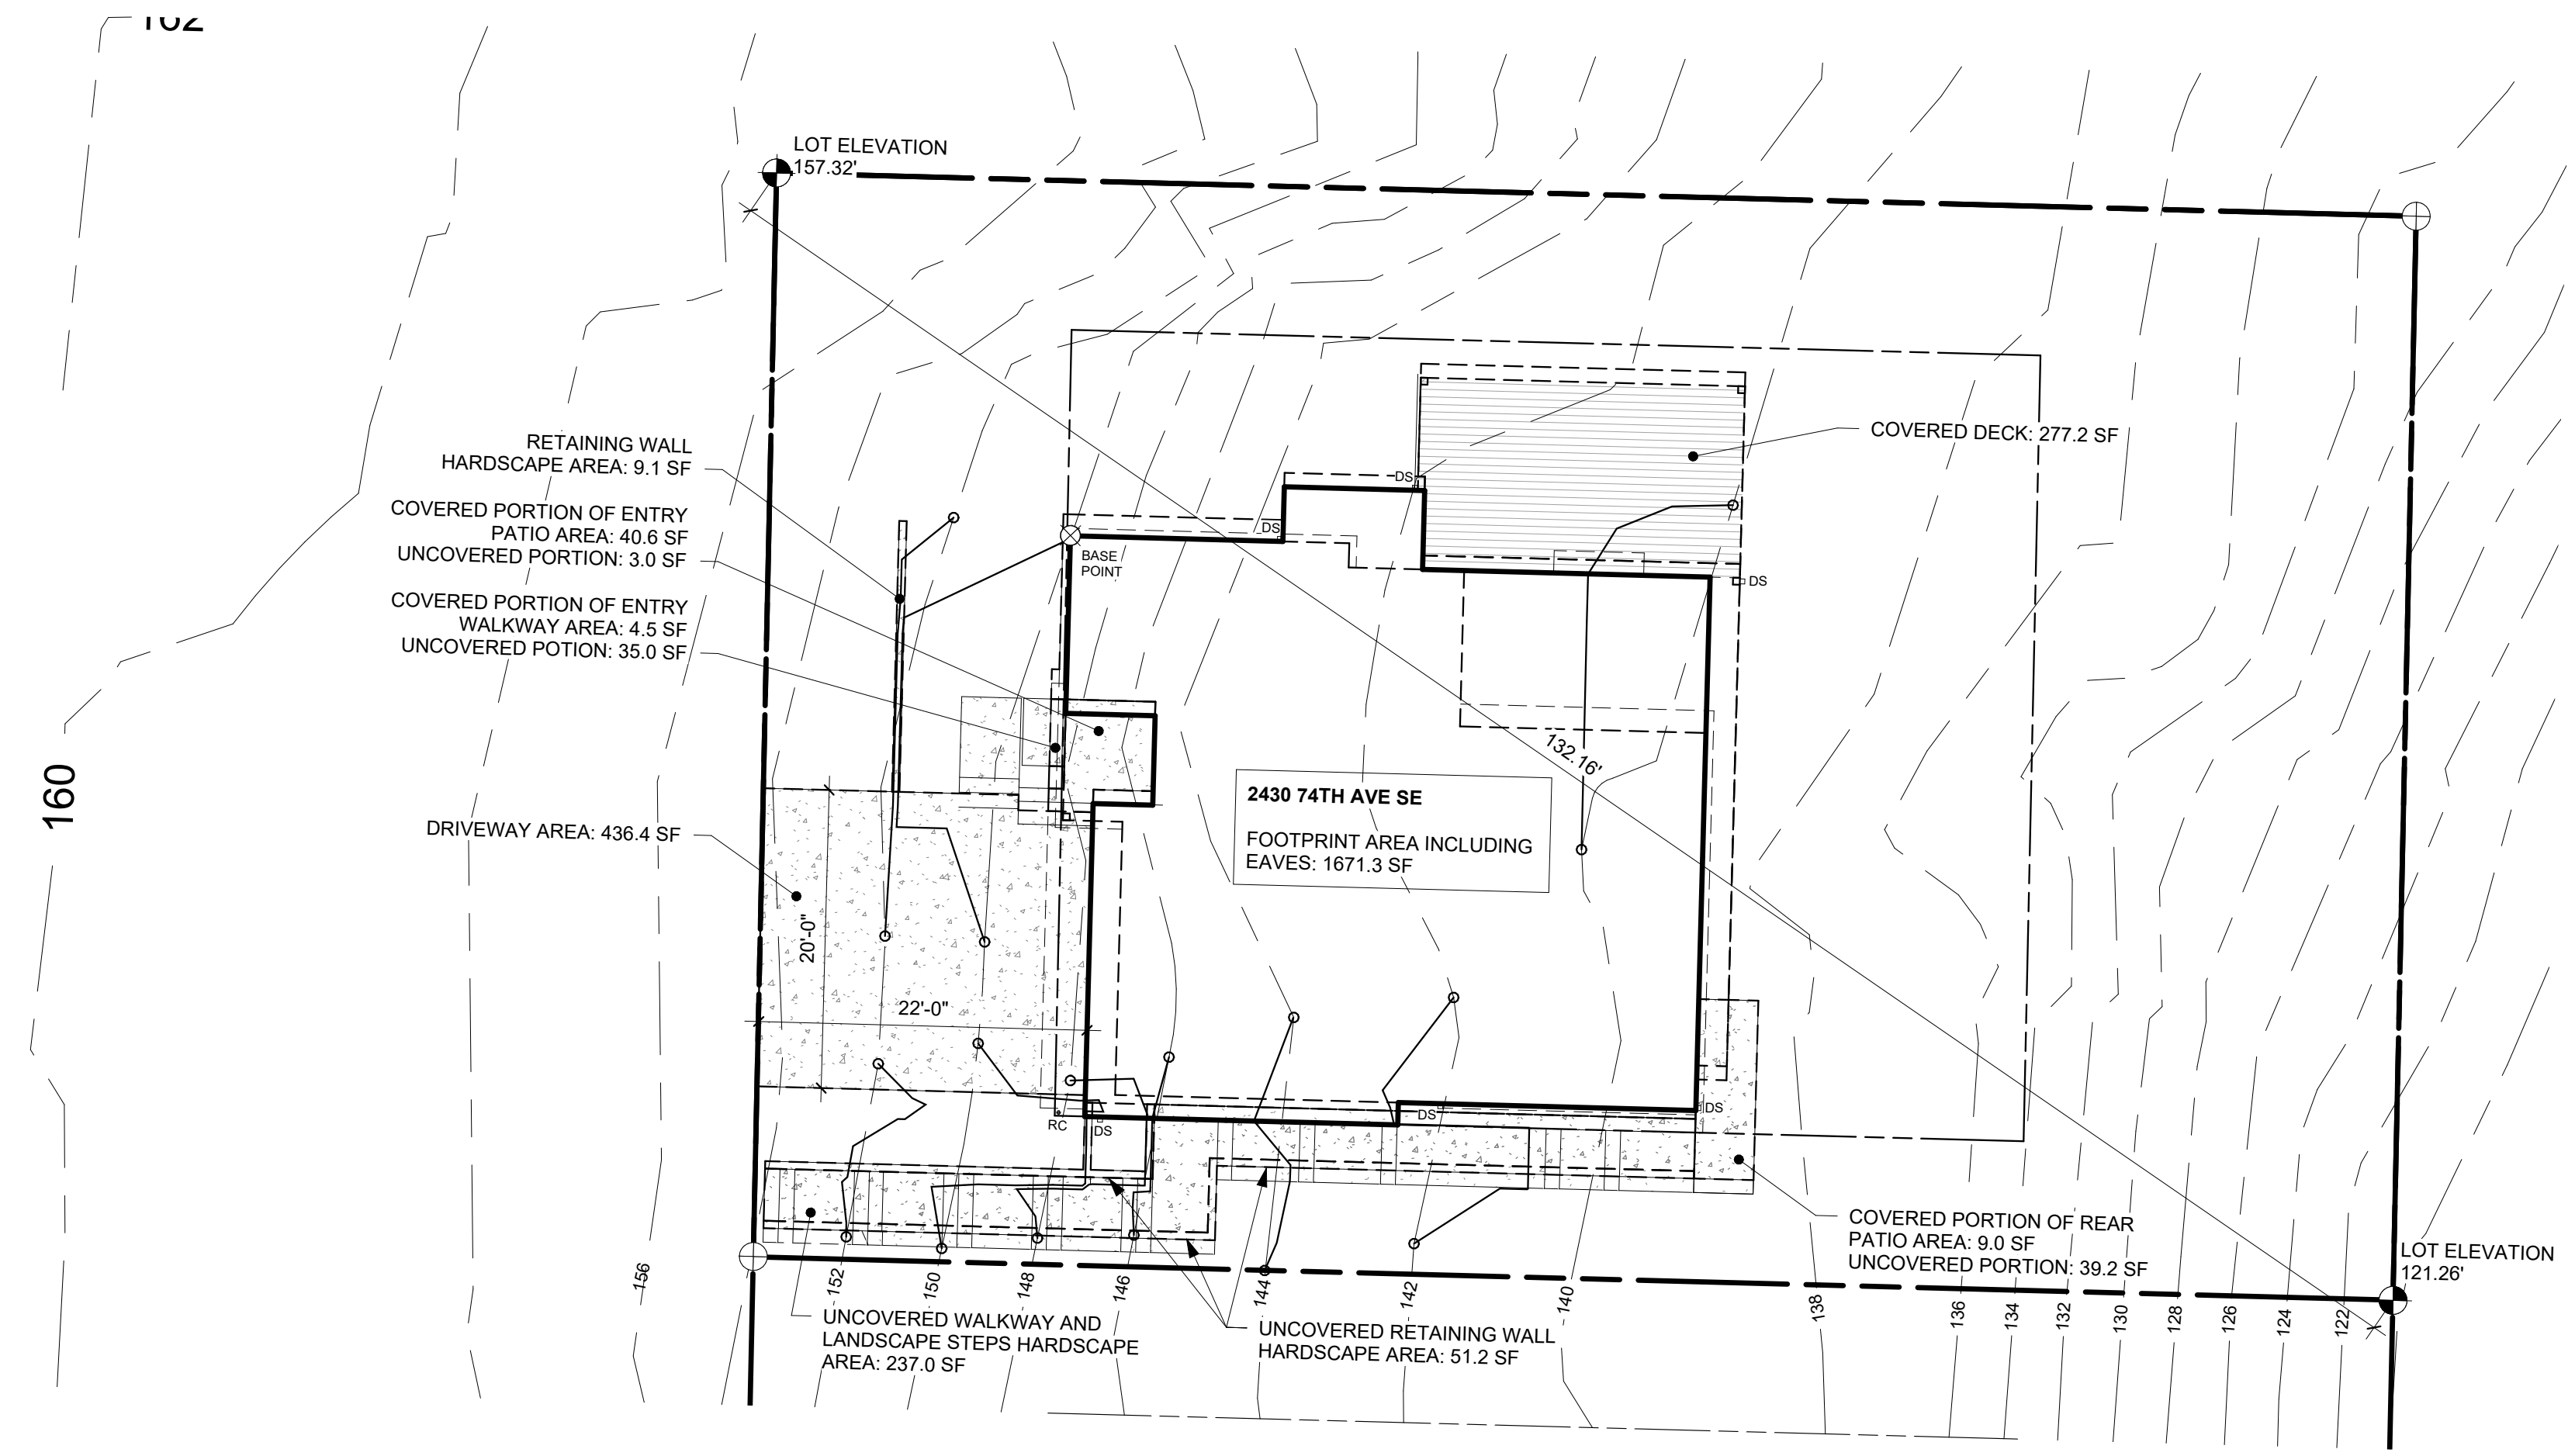 162
LOT ELEVATION
157.32'
RETAINING WALL
HARDSCAPE AREA: 9.1 SF
COVERED DECK: 277.2 SF
COVERED PORTION OF ENTRY
PATIO AREA: 40.6 SF
UNCOVERED PORTION: 3.0 SF
DS
DS
BASE
POINT
DS
COVERED PORTION OF ENTRY
WALKWAY AREA: 4.5 SF
UNCOVERED POTION: 35.0 SF
132.16'
160
2430 74TH AVE SE
FOOTPRINT AREA INCLUDING
EAVES: 1671.3 SF
DRIVEWAY AREA: 436.4 SF
20'-0"
22'-0"
RC
DS
DS
DS
COVERED PORTION OF REAR
PATIO AREA: 9.0 SF
UNCOVERED PORTION: 39.2 SF
LOT ELEVATION
121.26'
156
152
150
148
146
144
142
140
138
136
134
132
130
128
126
124
122
UNCOVERED WALKWAY AND
LANDSCAPE STEPS HARDSCAPE
AREA: 237.0 SF
UNCOVERED RETAINING WALL
HARDSCAPE AREA: 51.2 SF